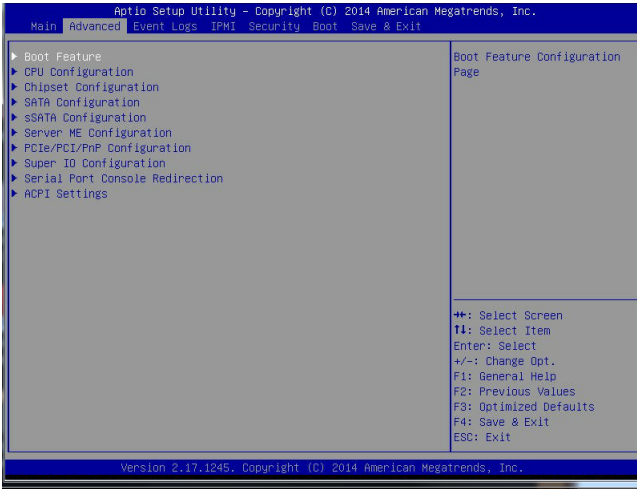 Aptio Setup Utility – Copyright (C) 2014 American Megatrends, Inc.
Main Advanced Event Logs IPMI Security Boot Save & Exit
▶ Boot Feature
▶ CPU Configuration
▶ Chipset Configuration
▶ SATA Configuration
▶ sSATA Configuration
▶ Server ME Configuration
▶ PCIe/PCI/PnP Configuration
▶ Super IO Configuration
▶ Serial Port Console Redirection
▶ ACPI Settings
Boot Feature Configuration
Page
→←: Select Screen
↑↓: Select Item
Enter: Select
+/-: Change Opt.
F1: General Help
F2: Previous Values
F3: Optimized Defaults
F4: Save & Exit
ESC: Exit
Version 2.17.1245. Copyright (C) 2014 American Megatrends, Inc.